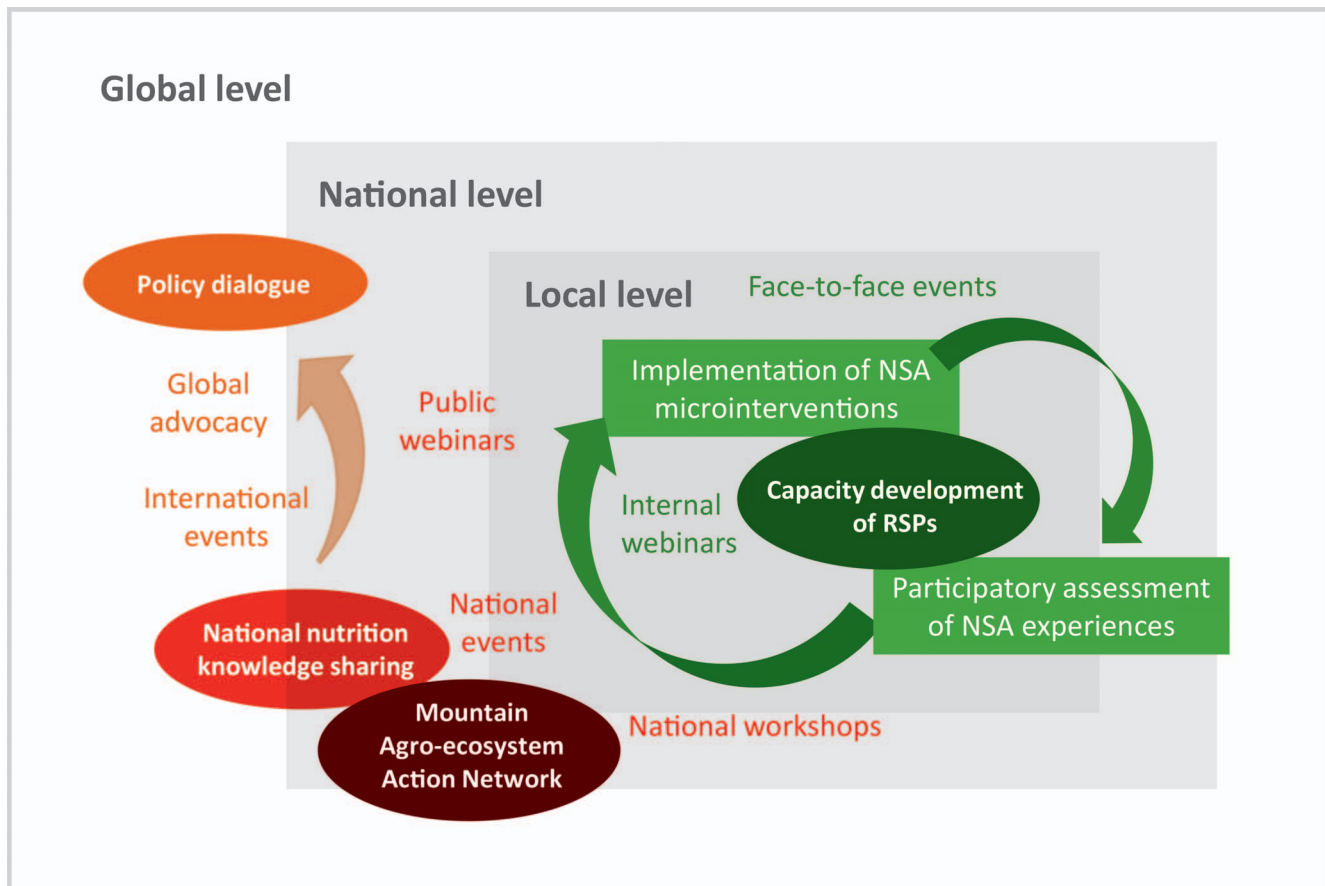 Global level
National level
Policy dialogue
Local level
Face-to-face events
Implementation of NSA
microinterventions
Global
advocacy
Public
webinars
International
events
Internal
webinars
Capacity development
of RSPs
Participatory assessment
of NSA experiences
National
events
National nutrition
knowledge sharing
Mountain
Agro-ecosystem
Action Network
National workshops